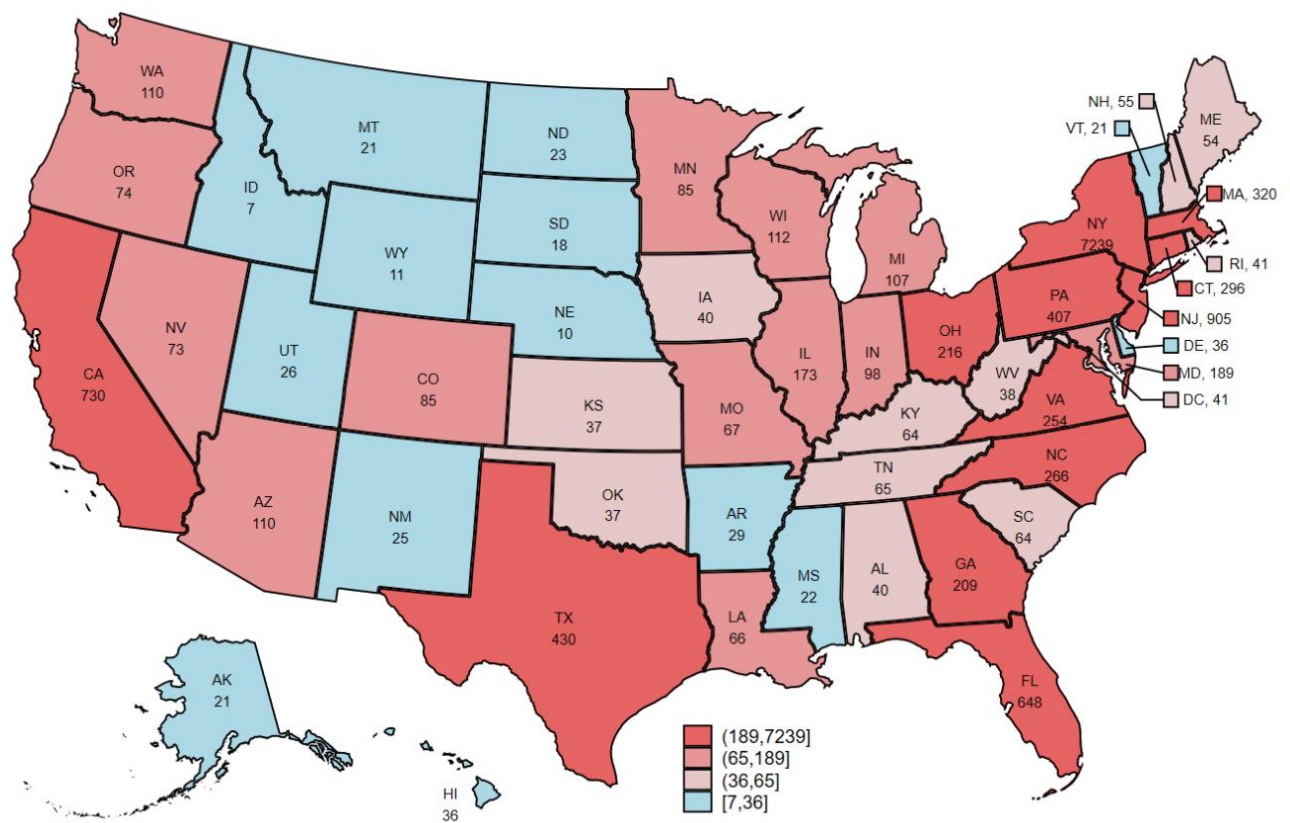 WA
110
MT
21
ND
23
MN
85
NH, 55
VT, 21
ME
54
OR
74
ID
7
SD
18
WI
112
MI
107
NY
7239
MA, 320
RI, 41
WY
11
CT, 296
NE
10
IA
40
PA
407
NJ, 905
NV
73
UT
26
CO
85
IL
173
IN
98
OH
216
DE, 36
CA
730
KS
37
MO
67
WV
38
MD, 189
KY
64
VA
254
DC, 41
AZ
110
NM
25
OK
37
AR
29
TN
65
NC
266
SC
64
TX
430
LA
66
MS
22
AL
40
GA
209
AK
21
FL
648
HI
36
(189,7239]
(65,189]
(36,65]
[7,36]